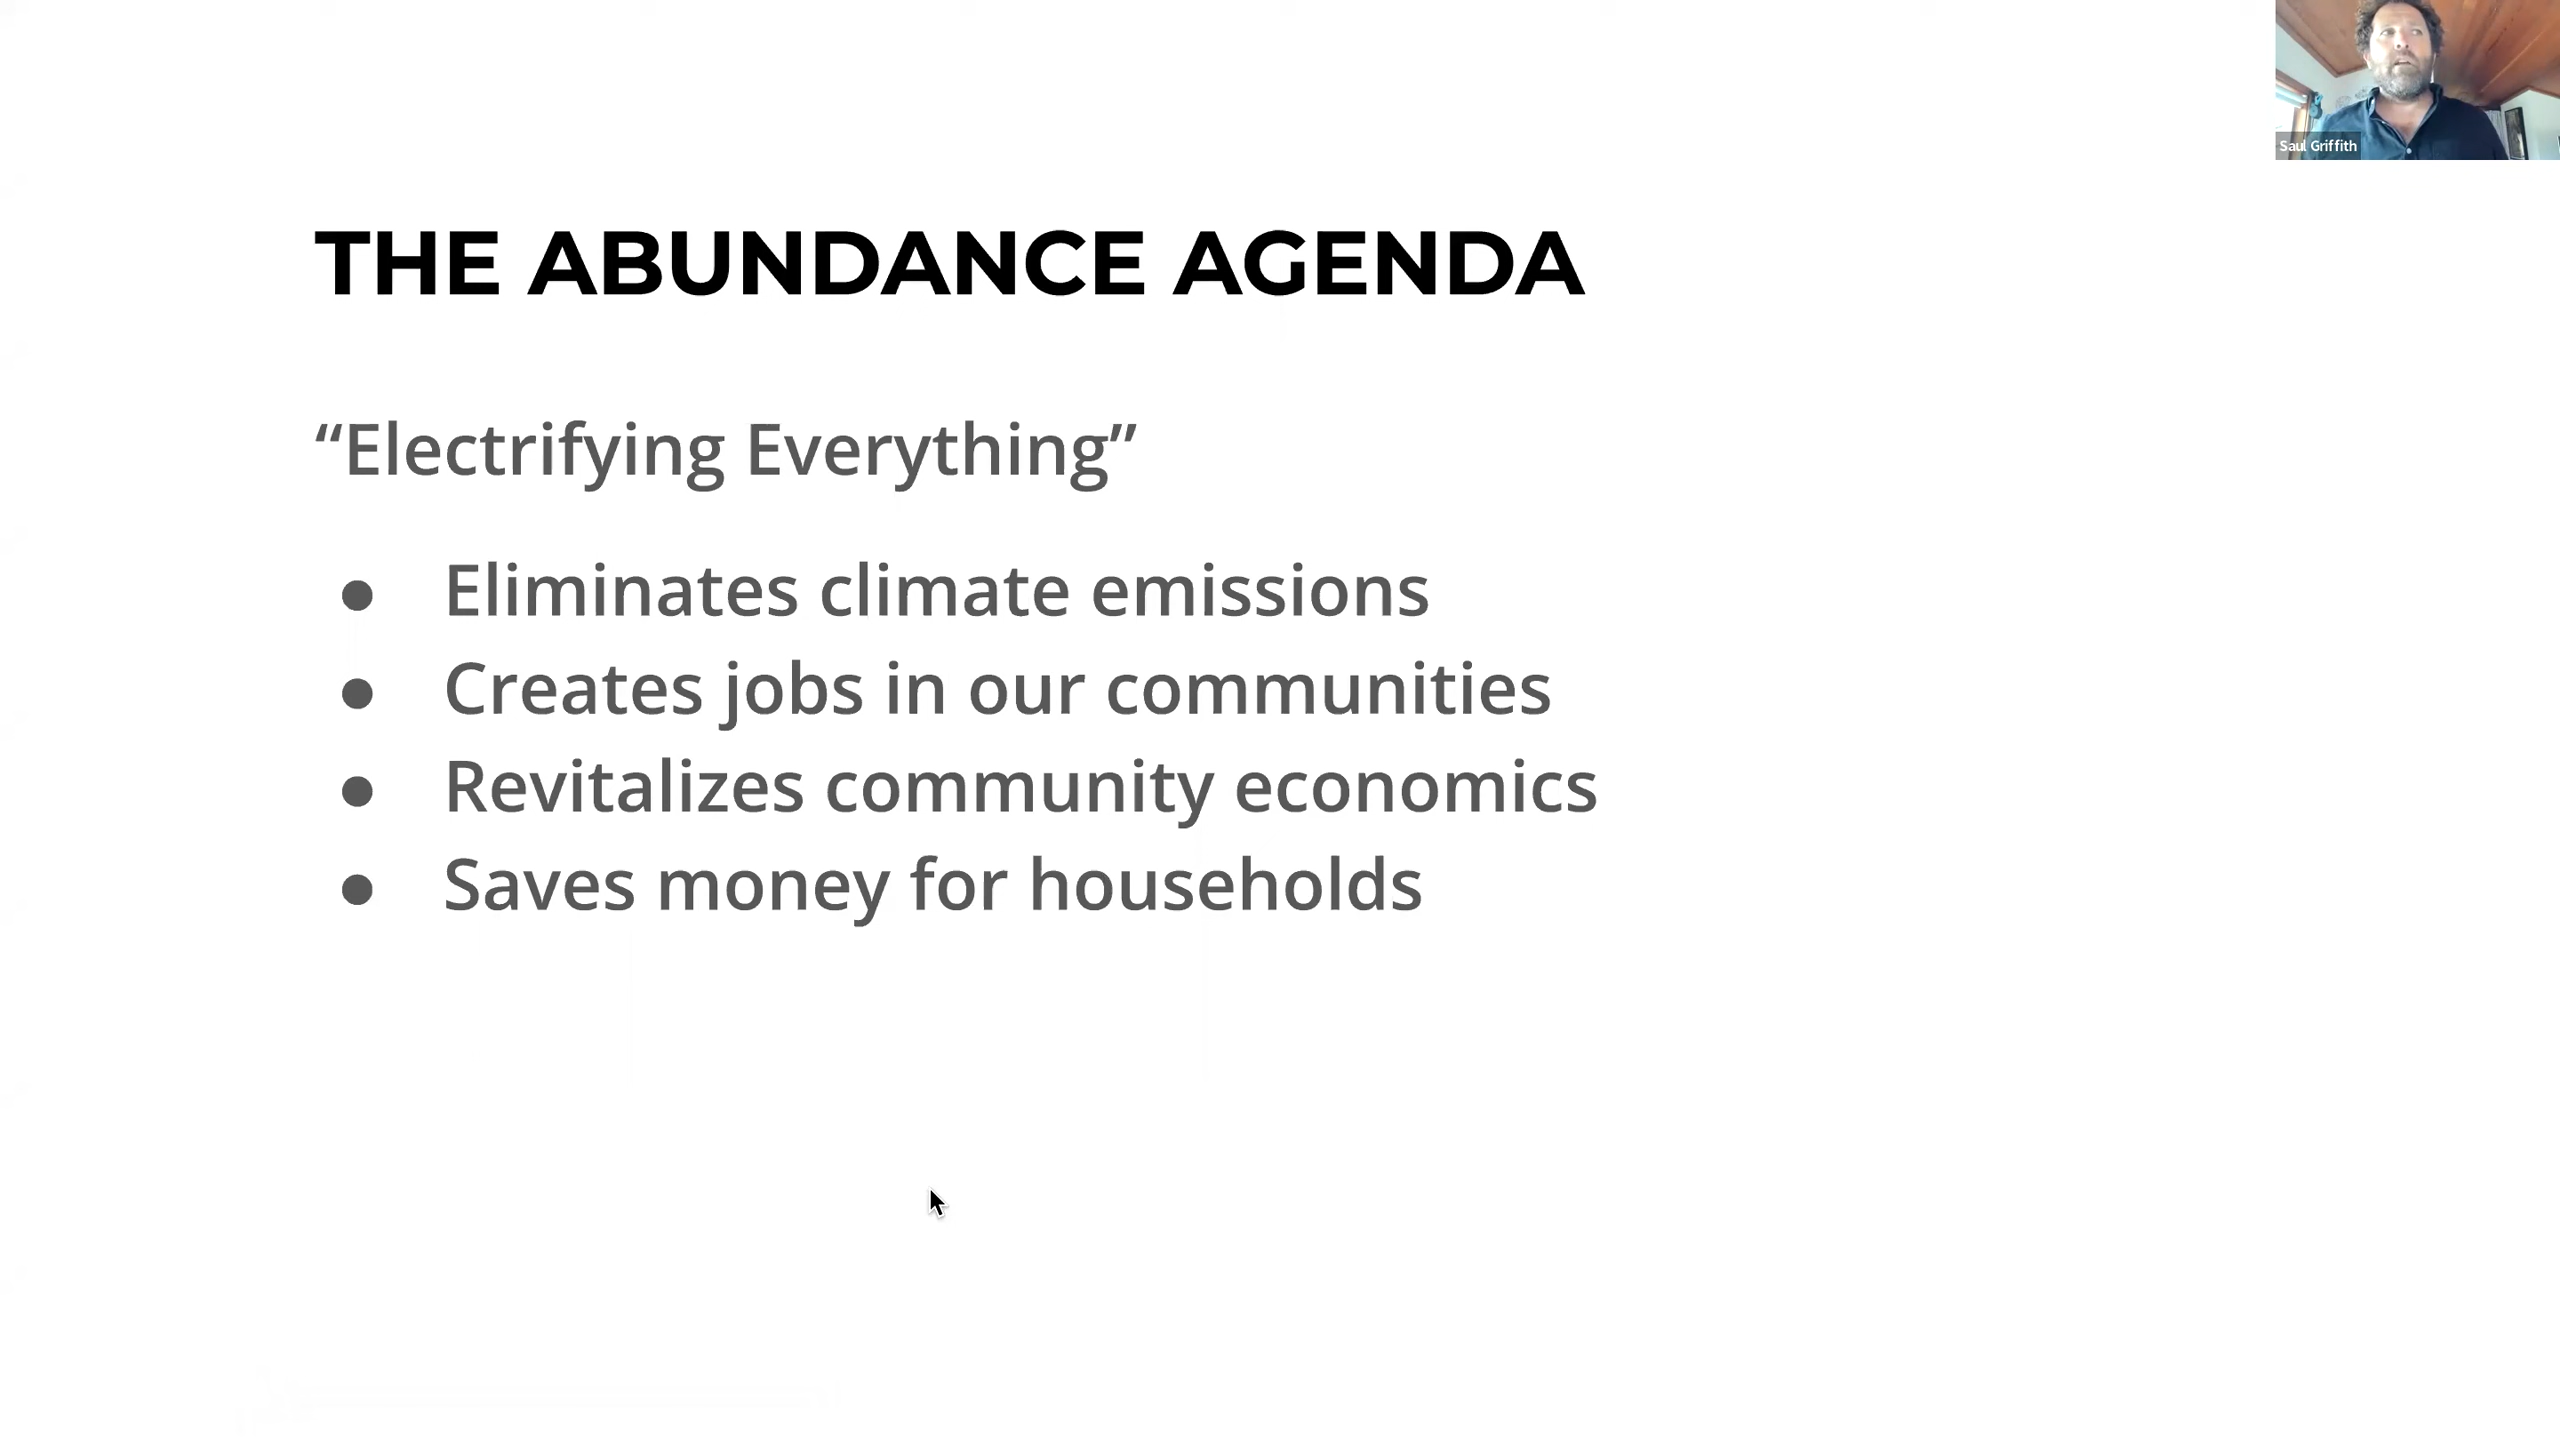 Saul Griffith
THE ABUNDANCE AGENDA
“Electrifying Everything”
● Eliminates climate emissions
● Creates jobs in our communities
● Revitalizes community economics
● Saves money for households